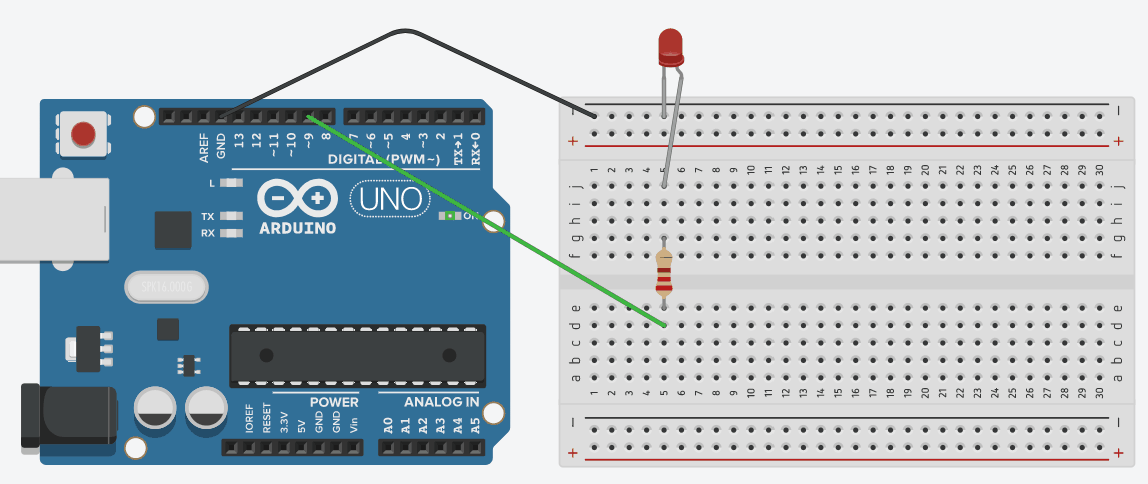 AREF
GND
13
12
~11
~10
~9
8
7
~6
~5
4
~3
2
TX→1
RX←0
DIGITAL (PWM~)
L
TX
RX
UNO
ON
ARDUINO
SPK16.000G
POWER
ANALOG IN
IOREF
RESET
3.3V
5V
GND
GND
Vin
A0
A1
A2
A3
A4
A5
− −
+ +
1 2 3 4 5 6 7 8 9 10 11 12 13 14 15 16 17 18 19 20 21 22 23 24 25 26 27 28 29 30
j j
i i
h h
g g
f f
e e
d d
c c
b b
a a
1 2 3 4 5 6 7 8 9 10 11 12 13 14 15 16 17 18 19 20 21 22 23 24 25 26 27 28 29 30
− −
+ +